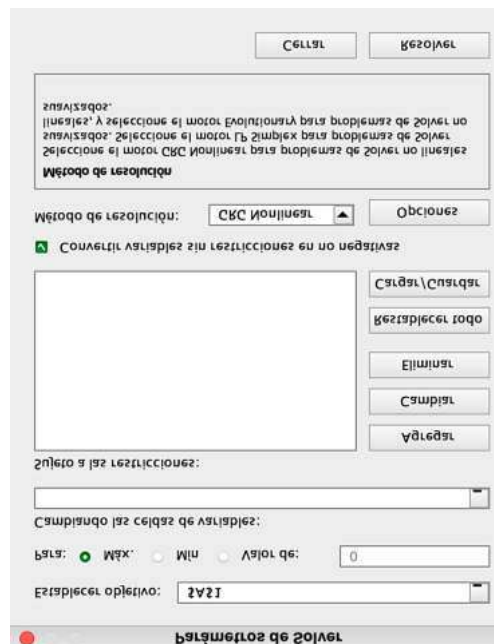 Parámetros de Solver
Establecer objetivo: $A$1
Para: Máx. Min Valor de: 0
Cambiando las celdas de variables:
Sujeto a las restricciones:
Agregar
Cambiar
Eliminar
Restablecer todo
Cargar/Guardar
Convertir variables sin restricciones en no negativas
Método de resolución: GRG Nonlinear Opciones
Método de resolución
Seleccione el motor GRG Nonlinear para problemas de Solver no lineales
suavizados. Seleccione el motor LP Simplex para problemas de Solver
lineales, y seleccione el motor Evolutionary para problemas de Solver no
suavizados.
Cerrar Resolver